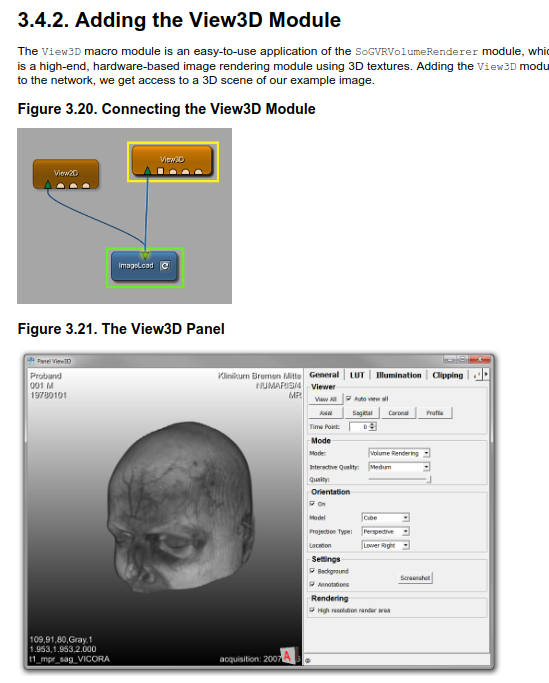 3.4.2. Adding the View3D Module
The View3D macro module is an easy-to-use application of the SoGVRVolumeRenderer module, whic
is a high-end, hardware-based image rendering module using 3D textures. Adding the View3D modu
to the network, we get access to a 3D scene of our example image.
Figure 3.20. Connecting the View3D Module
View2D
View3D
ImageLoad
Figure 3.21. The View3D Panel
Panel View3D
Proband
001 M
19780101
Klinikum Bremen Mitte
NUMARIS/4
MR
109,91,80,Gray,1
1.953,1.953,2.000
t1_mpr_sag_VICORA
acquisition: 2007
A
General LUT Illumination Clipping
Viewer
View All Auto view all
Axial Sagittal Coronal Profile
Time Point: 0
Mode
Mode: Volume Rendering
Interactive Quality: Medium
Quality:
Orientation
On
Model Cube
Projection Type: Perspective
Location Lower Right
Settings
Background
Annotations
Screenshot
Rendering
High resolution render area